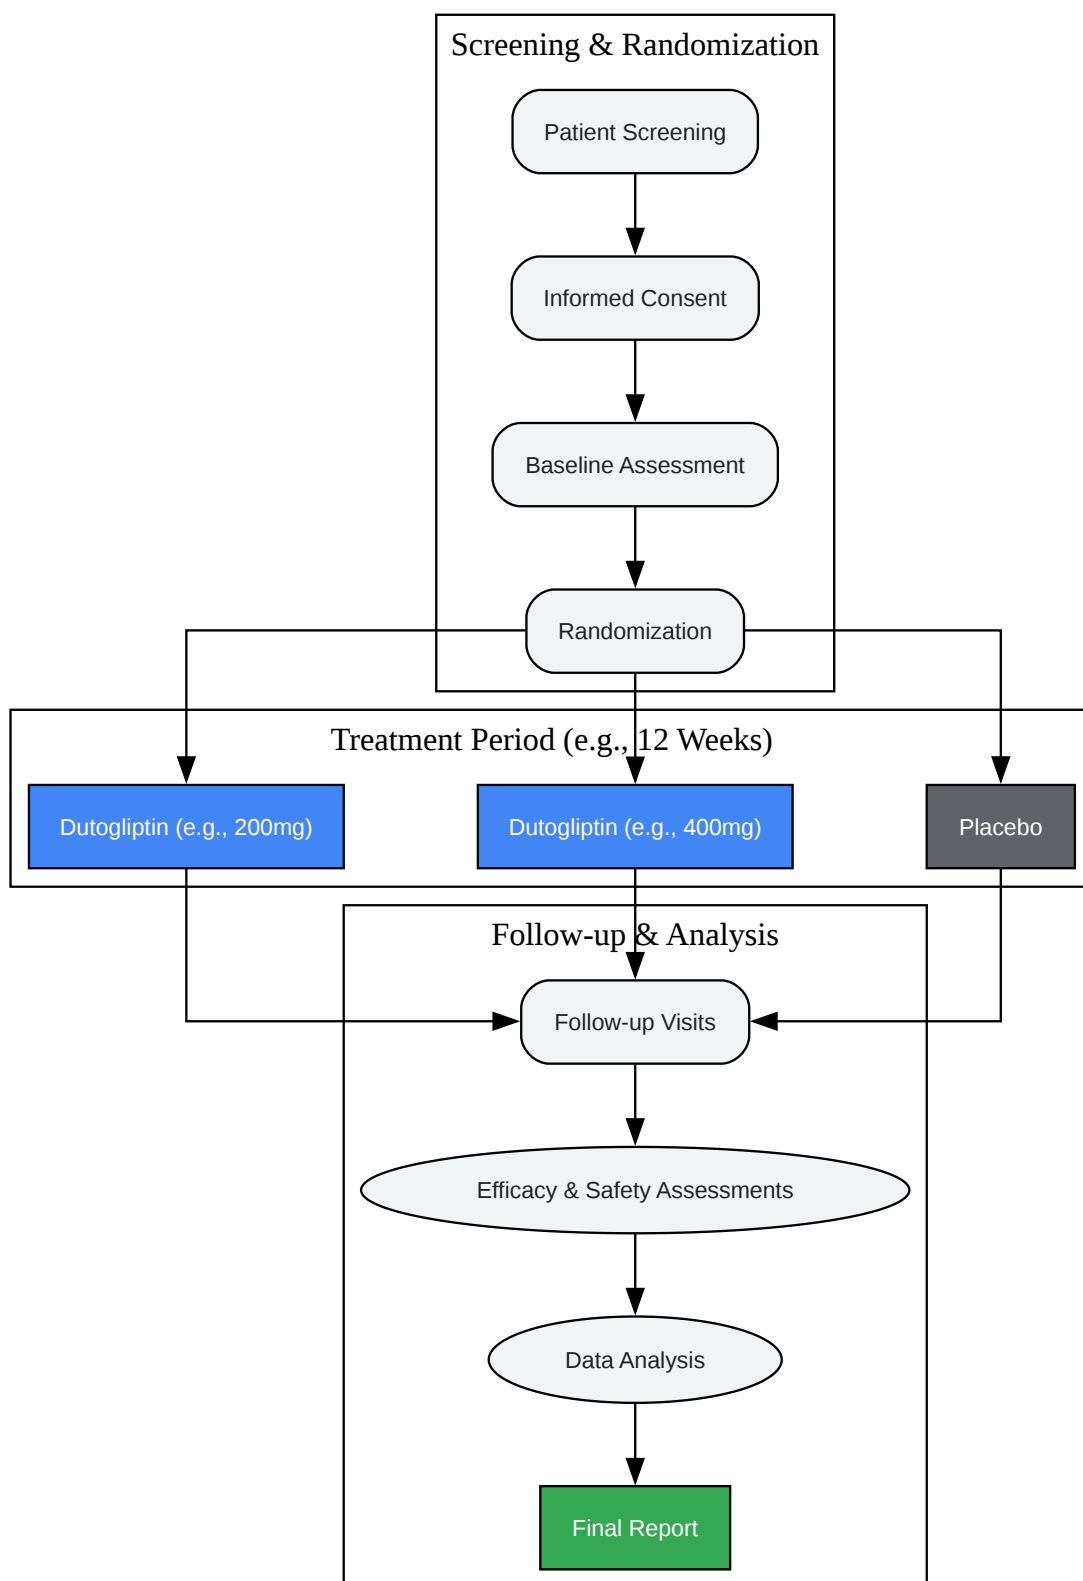 Screening & Randomization
Patient Screening
Informed Consent
Baseline Assessment
Randomization
Treatment Period (e.g., 12 Weeks)
Dutogliptin (e.g., 200mg)
Dutogliptin (e.g., 400mg)
Placebo
Follow-up & Analysis
Follow-up Visits
Efficacy & Safety Assessments
Data Analysis
Final Report